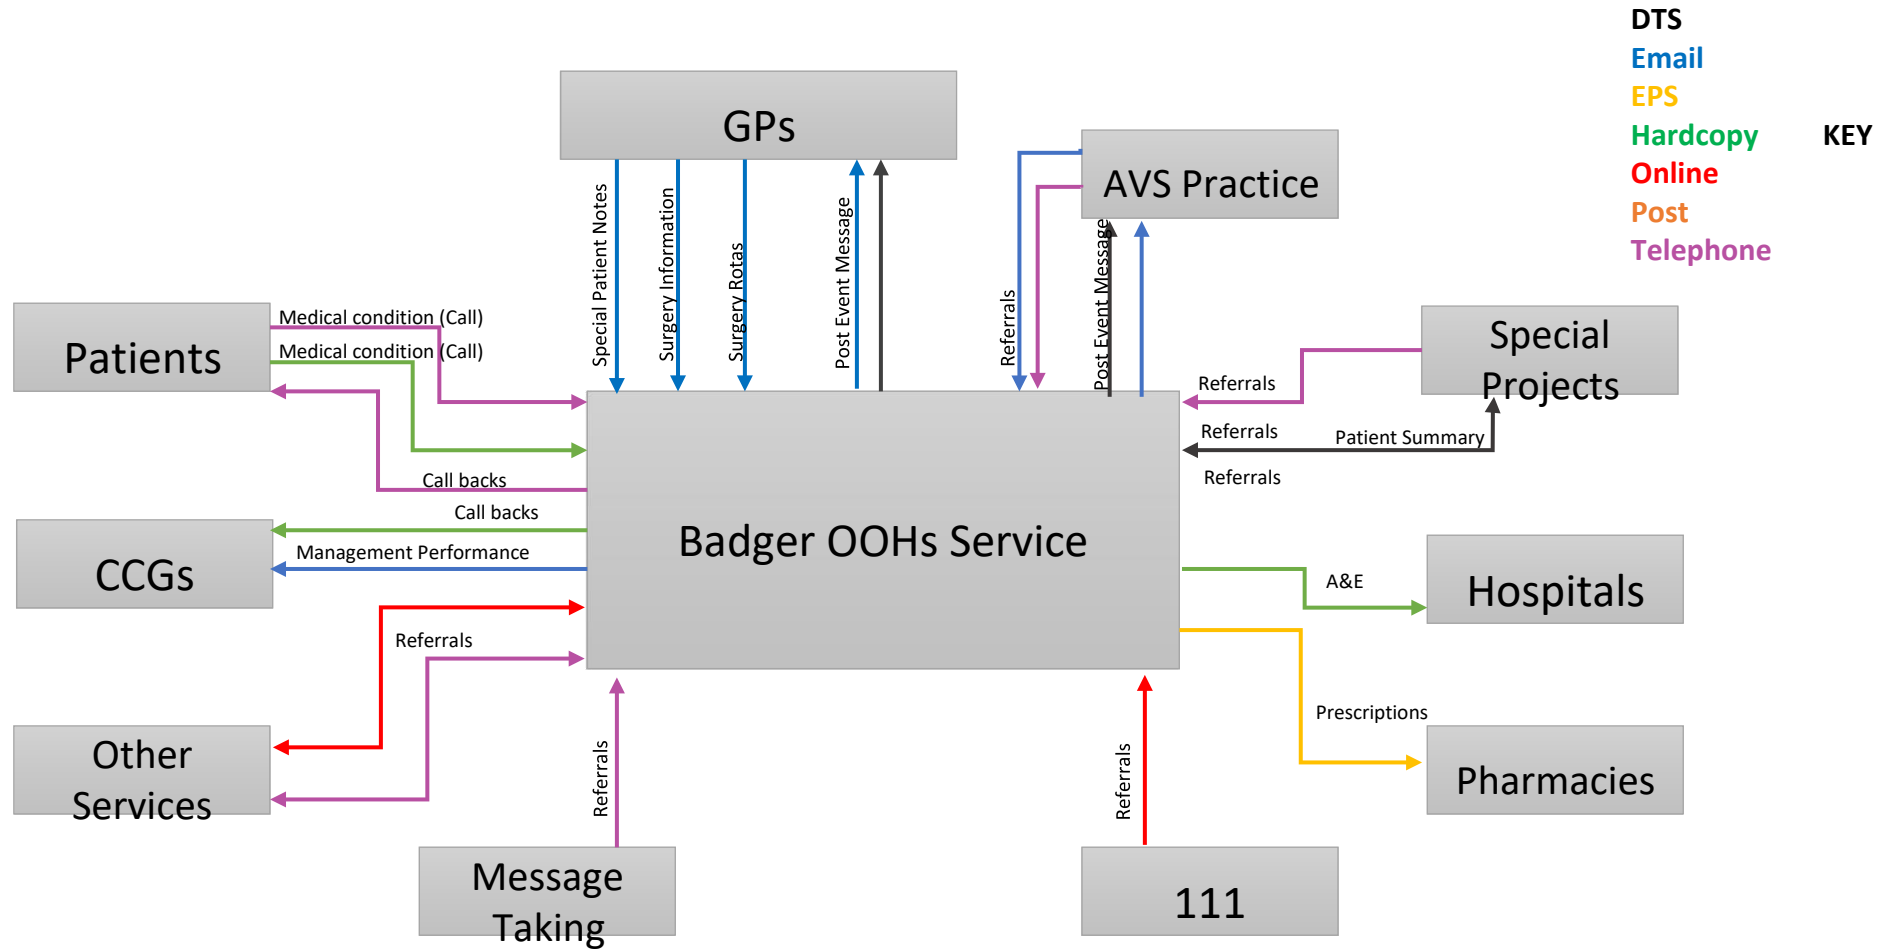 DTS
Email
EPS
Hardcopy
KEY
Online
Post
Telephone
GPs
AVS Practice
Special Patient Notes
Surgery Information
Surgery Rotas
Post Event Message
Referrals
Post Event Message
Patients
Medical condition (Call)
Medical condition (Call)
Call backs
Special
Projects
Referrals
Referrals
Patient Summary
Referrals
Call backs
CCGs
Management Performance
Badger OOHs Service
A&E
Hospitals
Referrals
Other
Services
Prescriptions
Pharmacies
Referrals
Referrals
Message
Taking
111